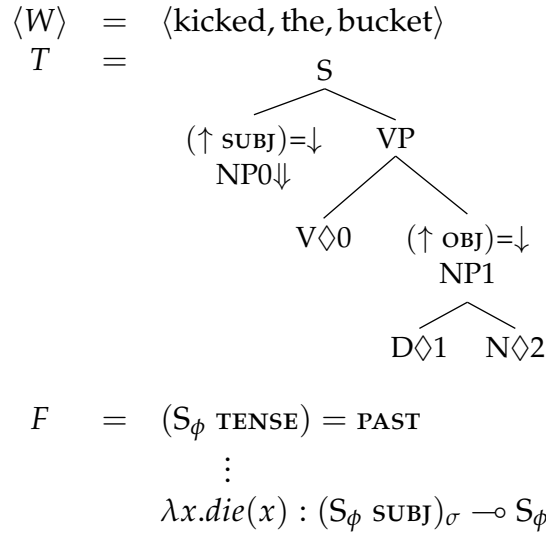 ⟨W⟩ = ⟨kicked, the, bucket⟩
T =
S
(↑ SUBJ)=↓ VP
NP0⇓
V◇0 (↑ OBJ)=↓
NP1
D◇1 N◇2
F = (S_ϕ TENSE) = PAST
⋮
λx.die(x) : (S_ϕ SUBJ)_σ ⊸ S_ϕ